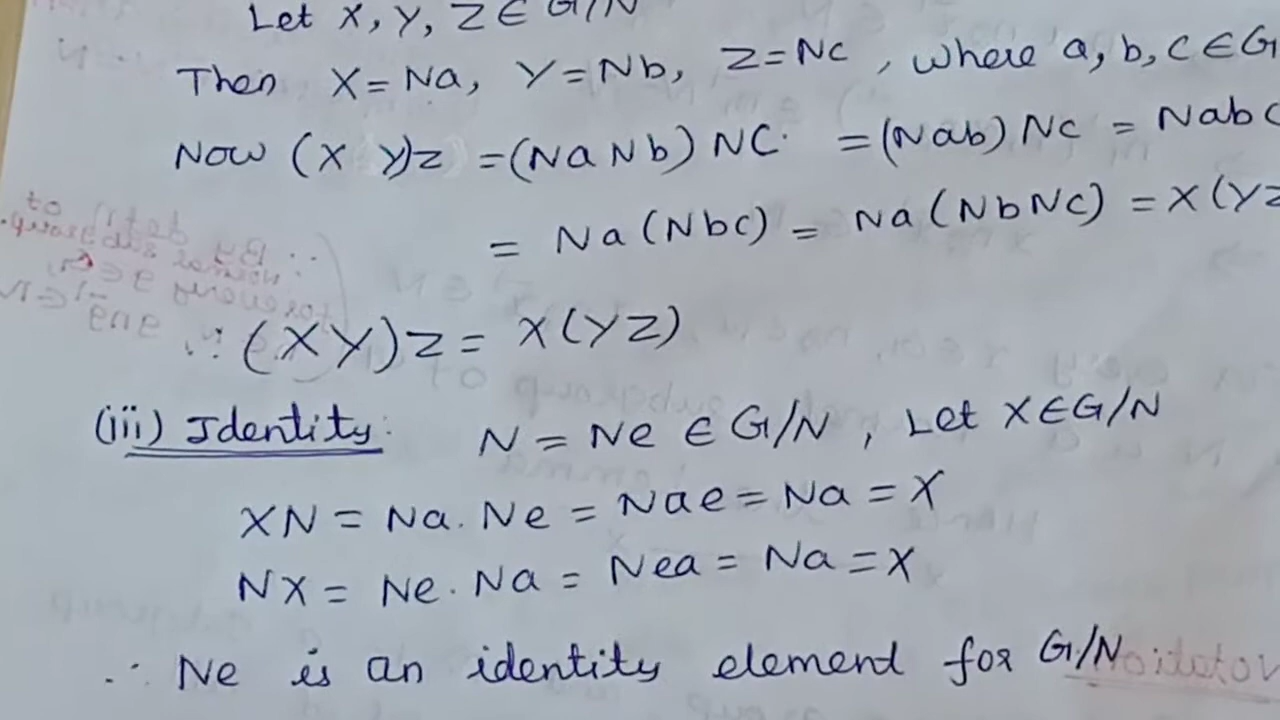 Let X, Y, Z ∈ G/N
Then X = Na, Y = Nb, Z = Nc, where a, b, c ∈ G
Now (X Y)Z = (Na Nb) NC. = (Nab) Nc = Nabc
= Na (Nbc) = Na (Nb Nc) = X (YZ
∴ (XY)Z = X(YZ)
(iii) Identity: N = Ne ∈ G/N, Let X ∈ G/N
XN = Na. Ne = Nae = Na = X
NX = Ne. Na = Nea = Na = X
∴ Ne is an identity element for G/N